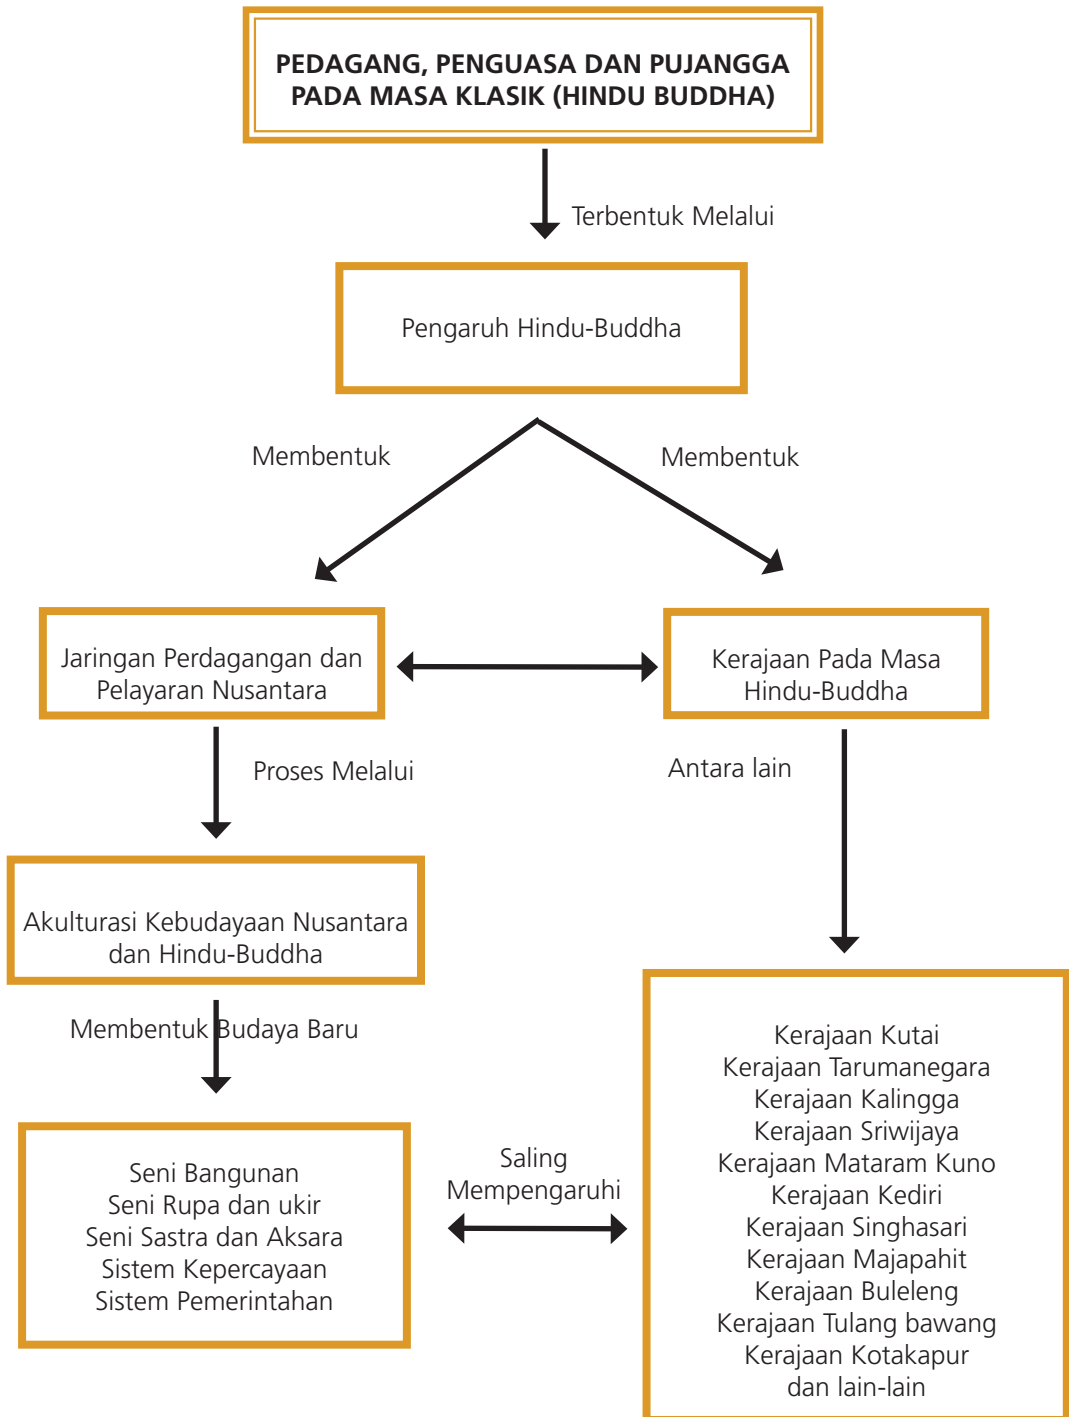 PEDAGANG, PENGUASA DAN PUJANGGA
PADA MASA KLASIK (HINDU BUDDHA)
Terbentuk Melalui
Pengaruh Hindu-Buddha
Membentuk
Membentuk
Jaringan Perdagangan dan
Pelayaran Nusantara
Kerajaan Pada Masa
Hindu-Buddha
Proses Melalui
Antara lain
Akulturasi Kebudayaan Nusantara
dan Hindu-Buddha
Membentuk Budaya Baru
Seni Bangunan
Seni Rupa dan ukir
Seni Sastra dan Aksara
Sistem Kepercayaan
Sistem Pemerintahan
Saling
Mempengaruhi
Kerajaan Kutai
Kerajaan Tarumanegara
Kerajaan Kalingga
Kerajaan Sriwijaya
Kerajaan Mataram Kuno
Kerajaan Kediri
Kerajaan Singhasari
Kerajaan Majapahit
Kerajaan Buleleng
Kerajaan Tulang bawang
Kerajaan Kotakapur
dan lain-lain